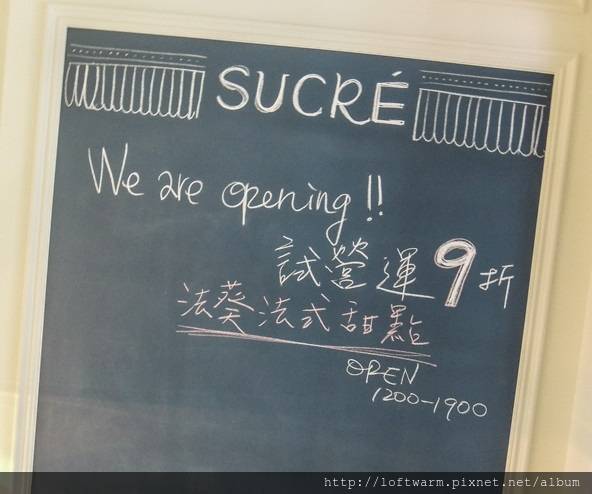 SUCRÉ
We are opening!!
試營運9折
法葵法式甜點
OPEN
1200-1900
http://loftwarm.pixnet.net/album